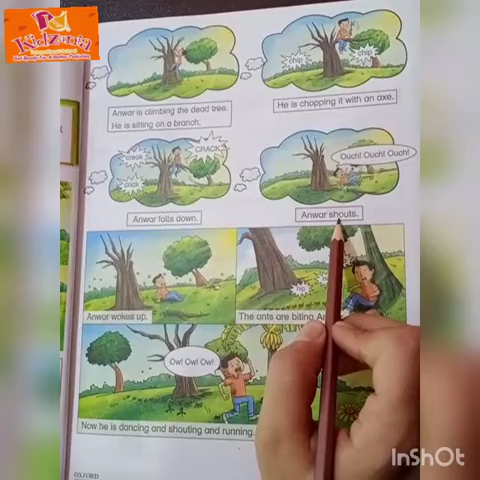 Kidzania
Anwar is climbing the dead tree.
He is sitting on a branch.
chip
chip
He is chopping it with an axe.
creak
CRACK
crack
Anwar falls down.
Ouch! Ouch! Ouch!
Anwar shouts.
Anwar wakes up.
The ants are biting
Ow! Ow! Ow!
Now he is dancing and shouting and running.
OXFORD
InShOt